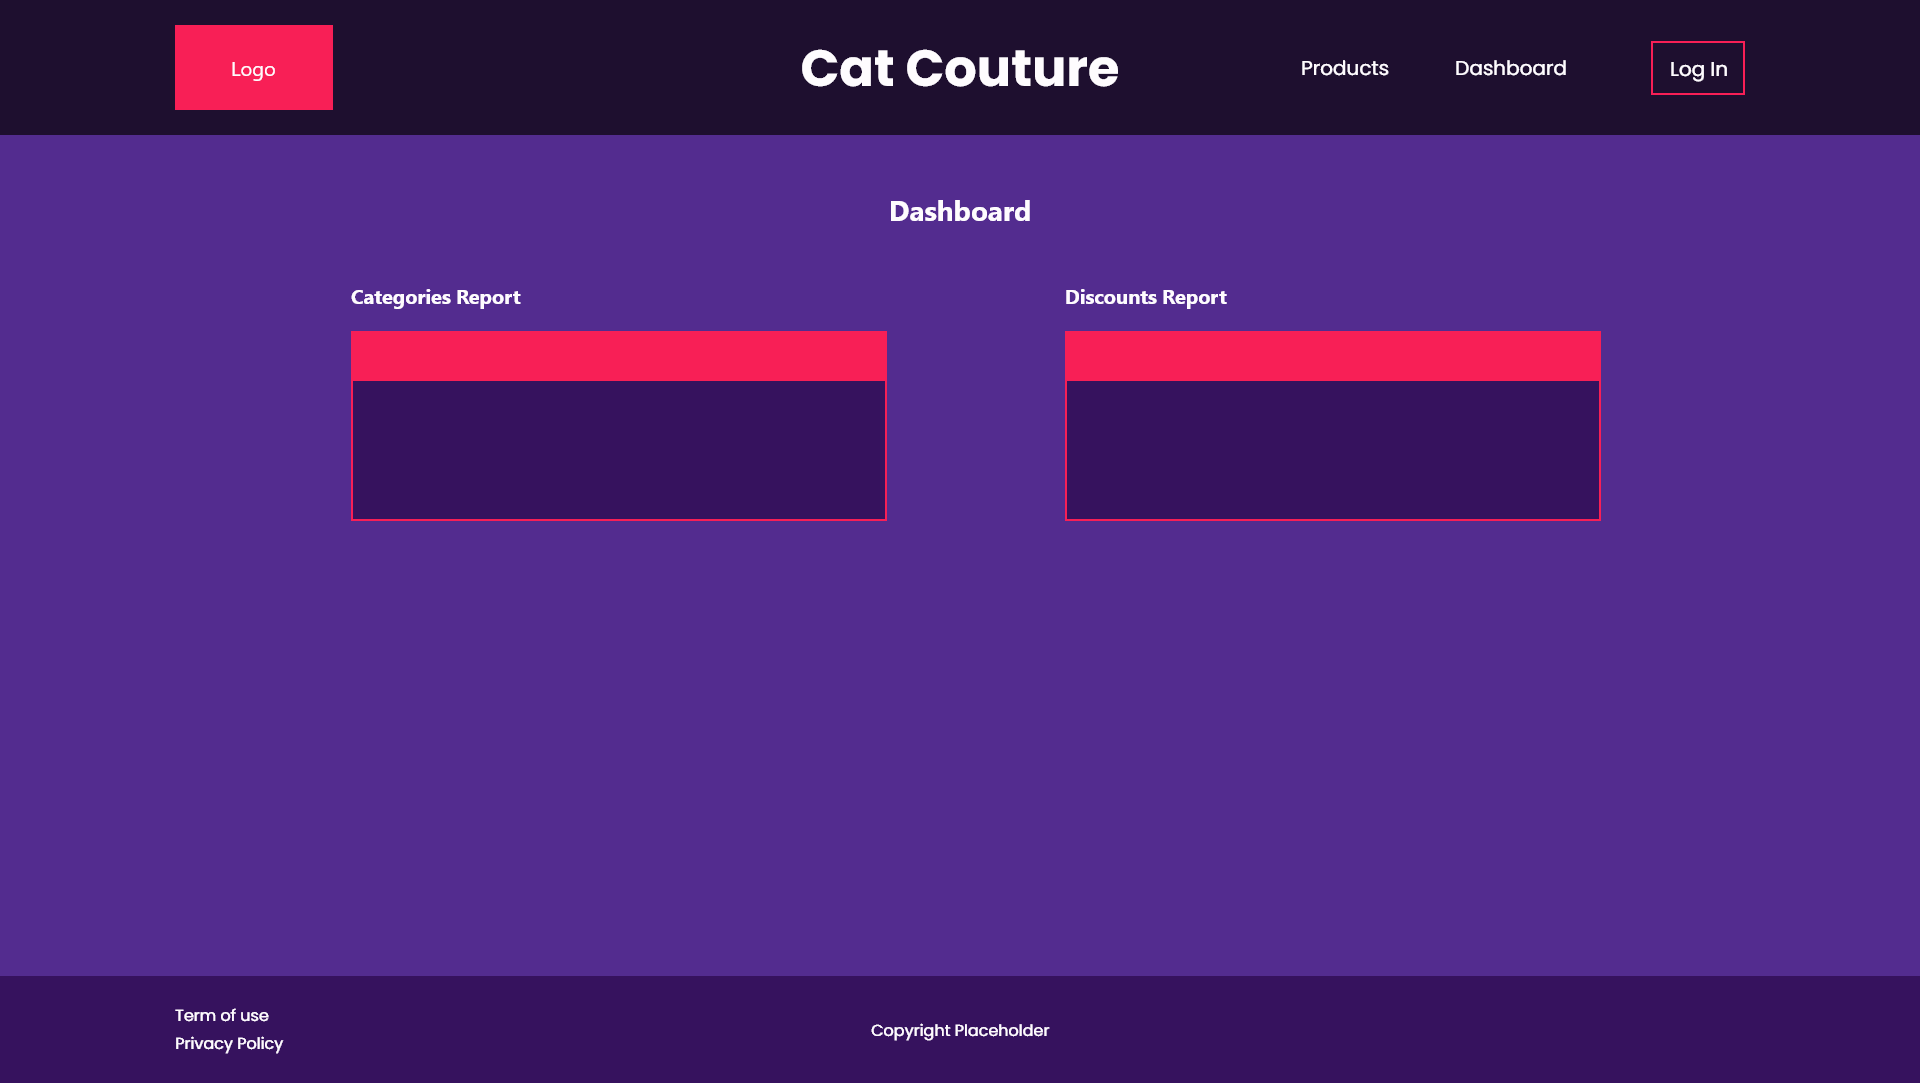 Logo
Cat Couture
Products
Dashboard
Log In
Dashboard
Categories Report
Discounts Report
Term of use
Privacy Policy
Copyright Placeholder